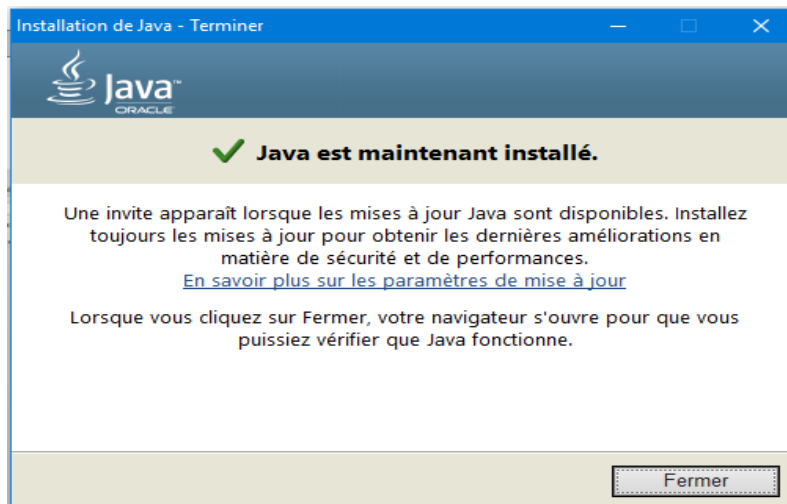 Installation de Java - Terminer
Java™
ORACLE
Java est maintenant installé.
Une invite apparaît lorsque les mises à jour Java sont disponibles. Installez
toujours les mises à jour pour obtenir les dernières améliorations en
matière de sécurité et de performances.
En savoir plus sur les paramètres de mise à jour
Lorsque vous cliquez sur Fermer, votre navigateur s'ouvre pour que vous
puissiez vérifier que Java fonctionne.
Fermer